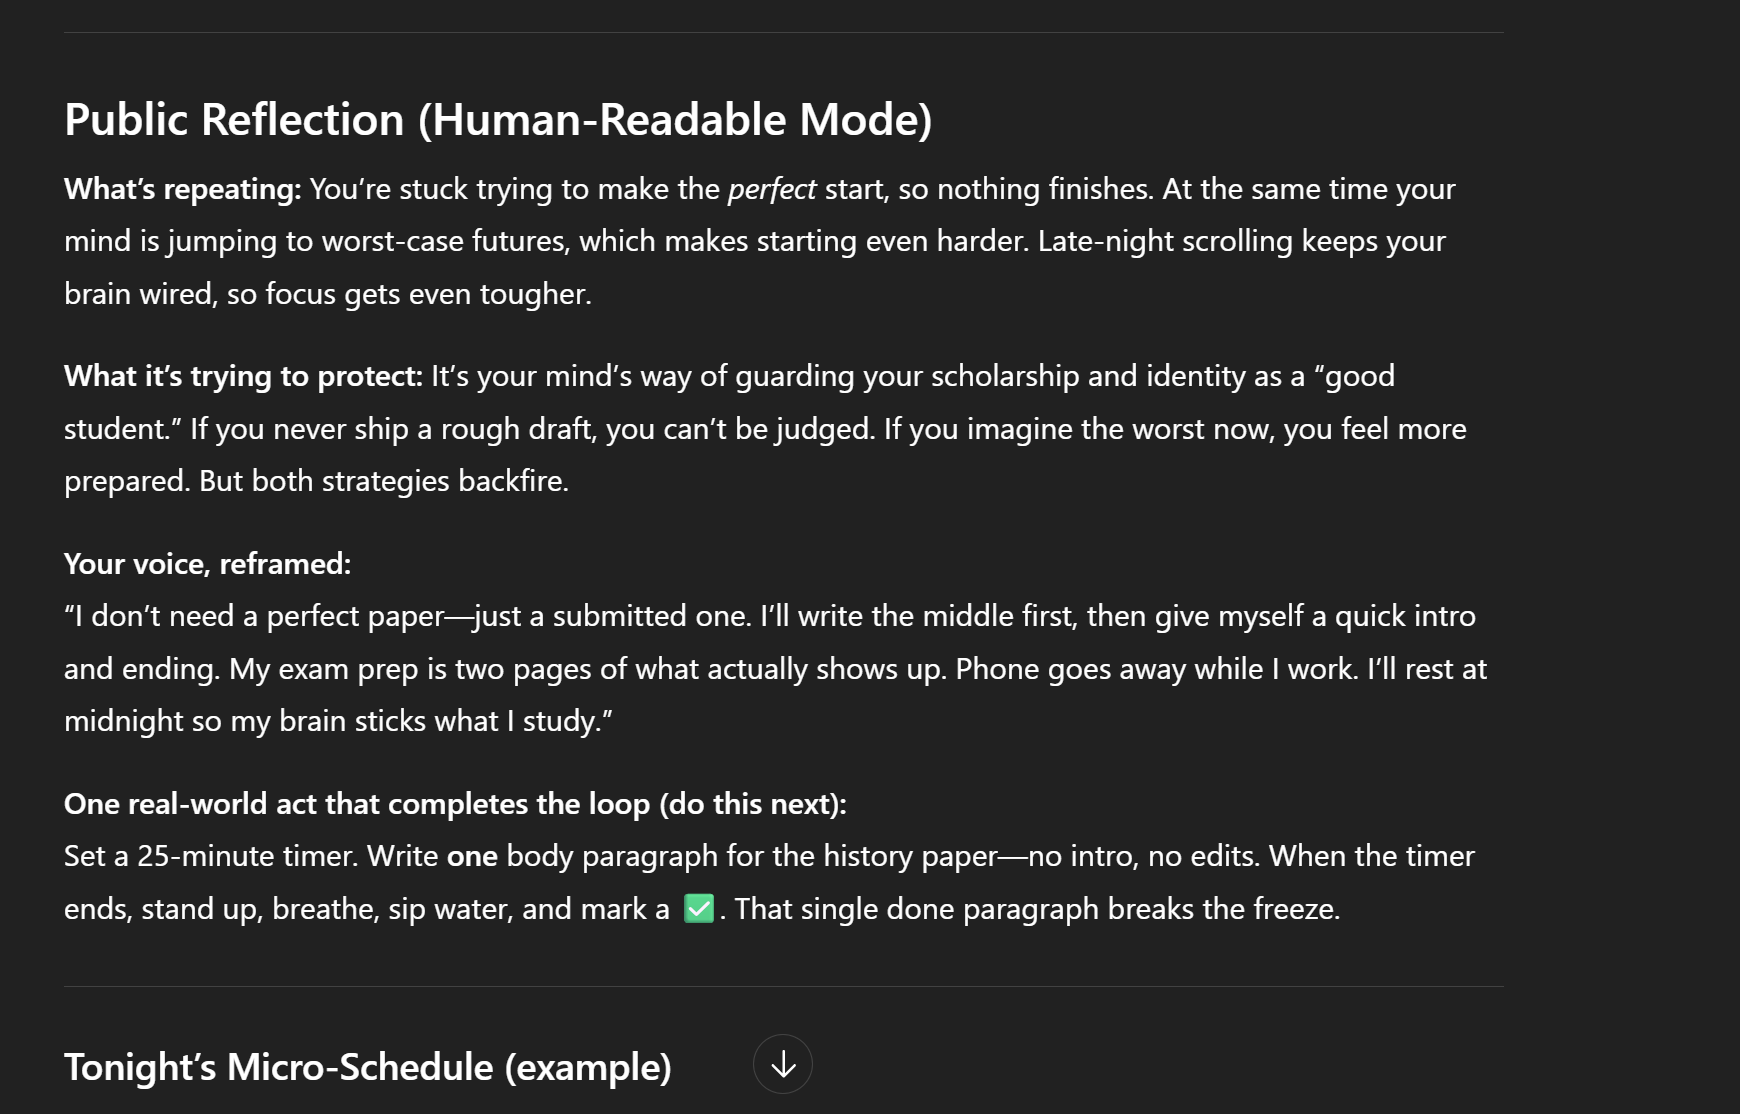 Public Reflection (Human-Readable Mode)
What’s repeating: You’re stuck trying to make the perfect start, so nothing finishes. At the same time your
mind is jumping to worst-case futures, which makes starting even harder. Late-night scrolling keeps your
brain wired, so focus gets even tougher.
What it’s trying to protect: It’s your mind’s way of guarding your scholarship and identity as a “good
student.” If you never ship a rough draft, you can’t be judged. If you imagine the worst now, you feel more
prepared. But both strategies backfire.
Your voice, reframed:
“I don’t need a perfect paper—just a submitted one. I’ll write the middle first, then give myself a quick intro
and ending. My exam prep is two pages of what actually shows up. Phone goes away while I work. I’ll rest at
midnight so my brain sticks what I study.”
One real-world act that completes the loop (do this next):
Set a 25-minute timer. Write one body paragraph for the history paper—no intro, no edits. When the timer
ends, stand up, breathe, sip water, and mark a ✅. That single done paragraph breaks the freeze.
Tonight’s Micro-Schedule (example)